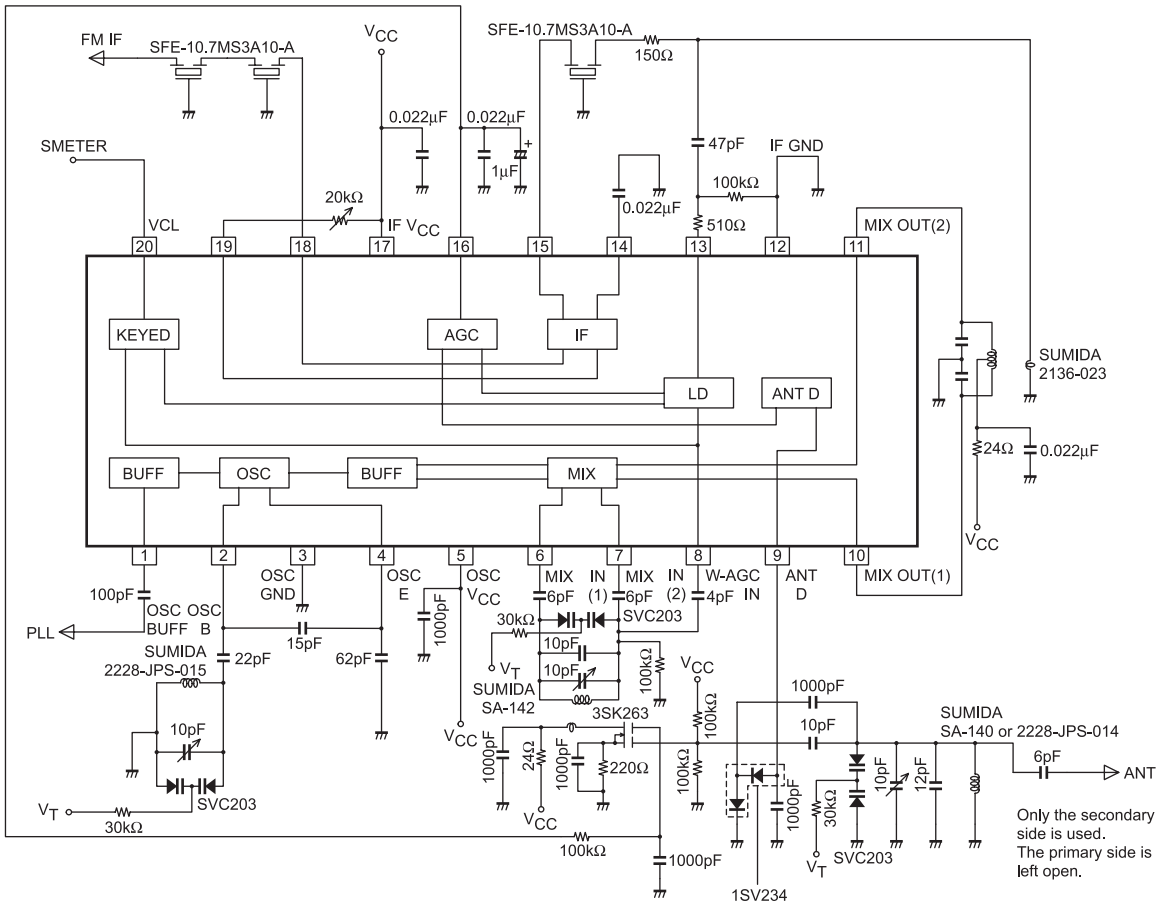 FM IF
SFE-10.7MS3A10-A
VCC
SFE-10.7MS3A10-A
150Ω
0.022µF
0.022µF
1µF
+
SMETER
47pF
IF GND
100kΩ
0.022µF
20kΩ
510Ω
VCL
IF VCC
MIX OUT(2)
20
19
18
17
16
15
14
13
12
11
KEYED
AGC
IF
LD
ANT D
SUMIDA
2136-023
24Ω
0.022µF
VCC
BUFF
OSC
BUFF
MIX
1
2
3
4
5
6
7
8
9
10
MIX OUT(1)
100pF
OSC
BUFF
OSC
B
OSC
GND
OSC
E
OSC
VCC
MIX
IN
(1)
MIX
IN
(2)
W-AGC
IN
ANT
D
PLL
15pF
22pF
62pF
1000pF
6pF
6pF
4pF
SVC203
30kΩ
10pF
10pF
VT
100kΩ
SUMIDA
2228-JPS-015
SUMIDA
SA-142
10pF
SVC203
VT
30kΩ
VCC
3SK263
1000pF
24Ω
1000pF
220Ω
VCC
VCC
100kΩ
100kΩ
1000pF
10pF
SUMIDA
SA-140 or 2228-JPS-014
6pF
ANT
1000pF
30kΩ
10pF
12pF
VT
SVC203
1SV234
100kΩ
1000pF
Only the secondary
side is used.
The primary side is
left open.